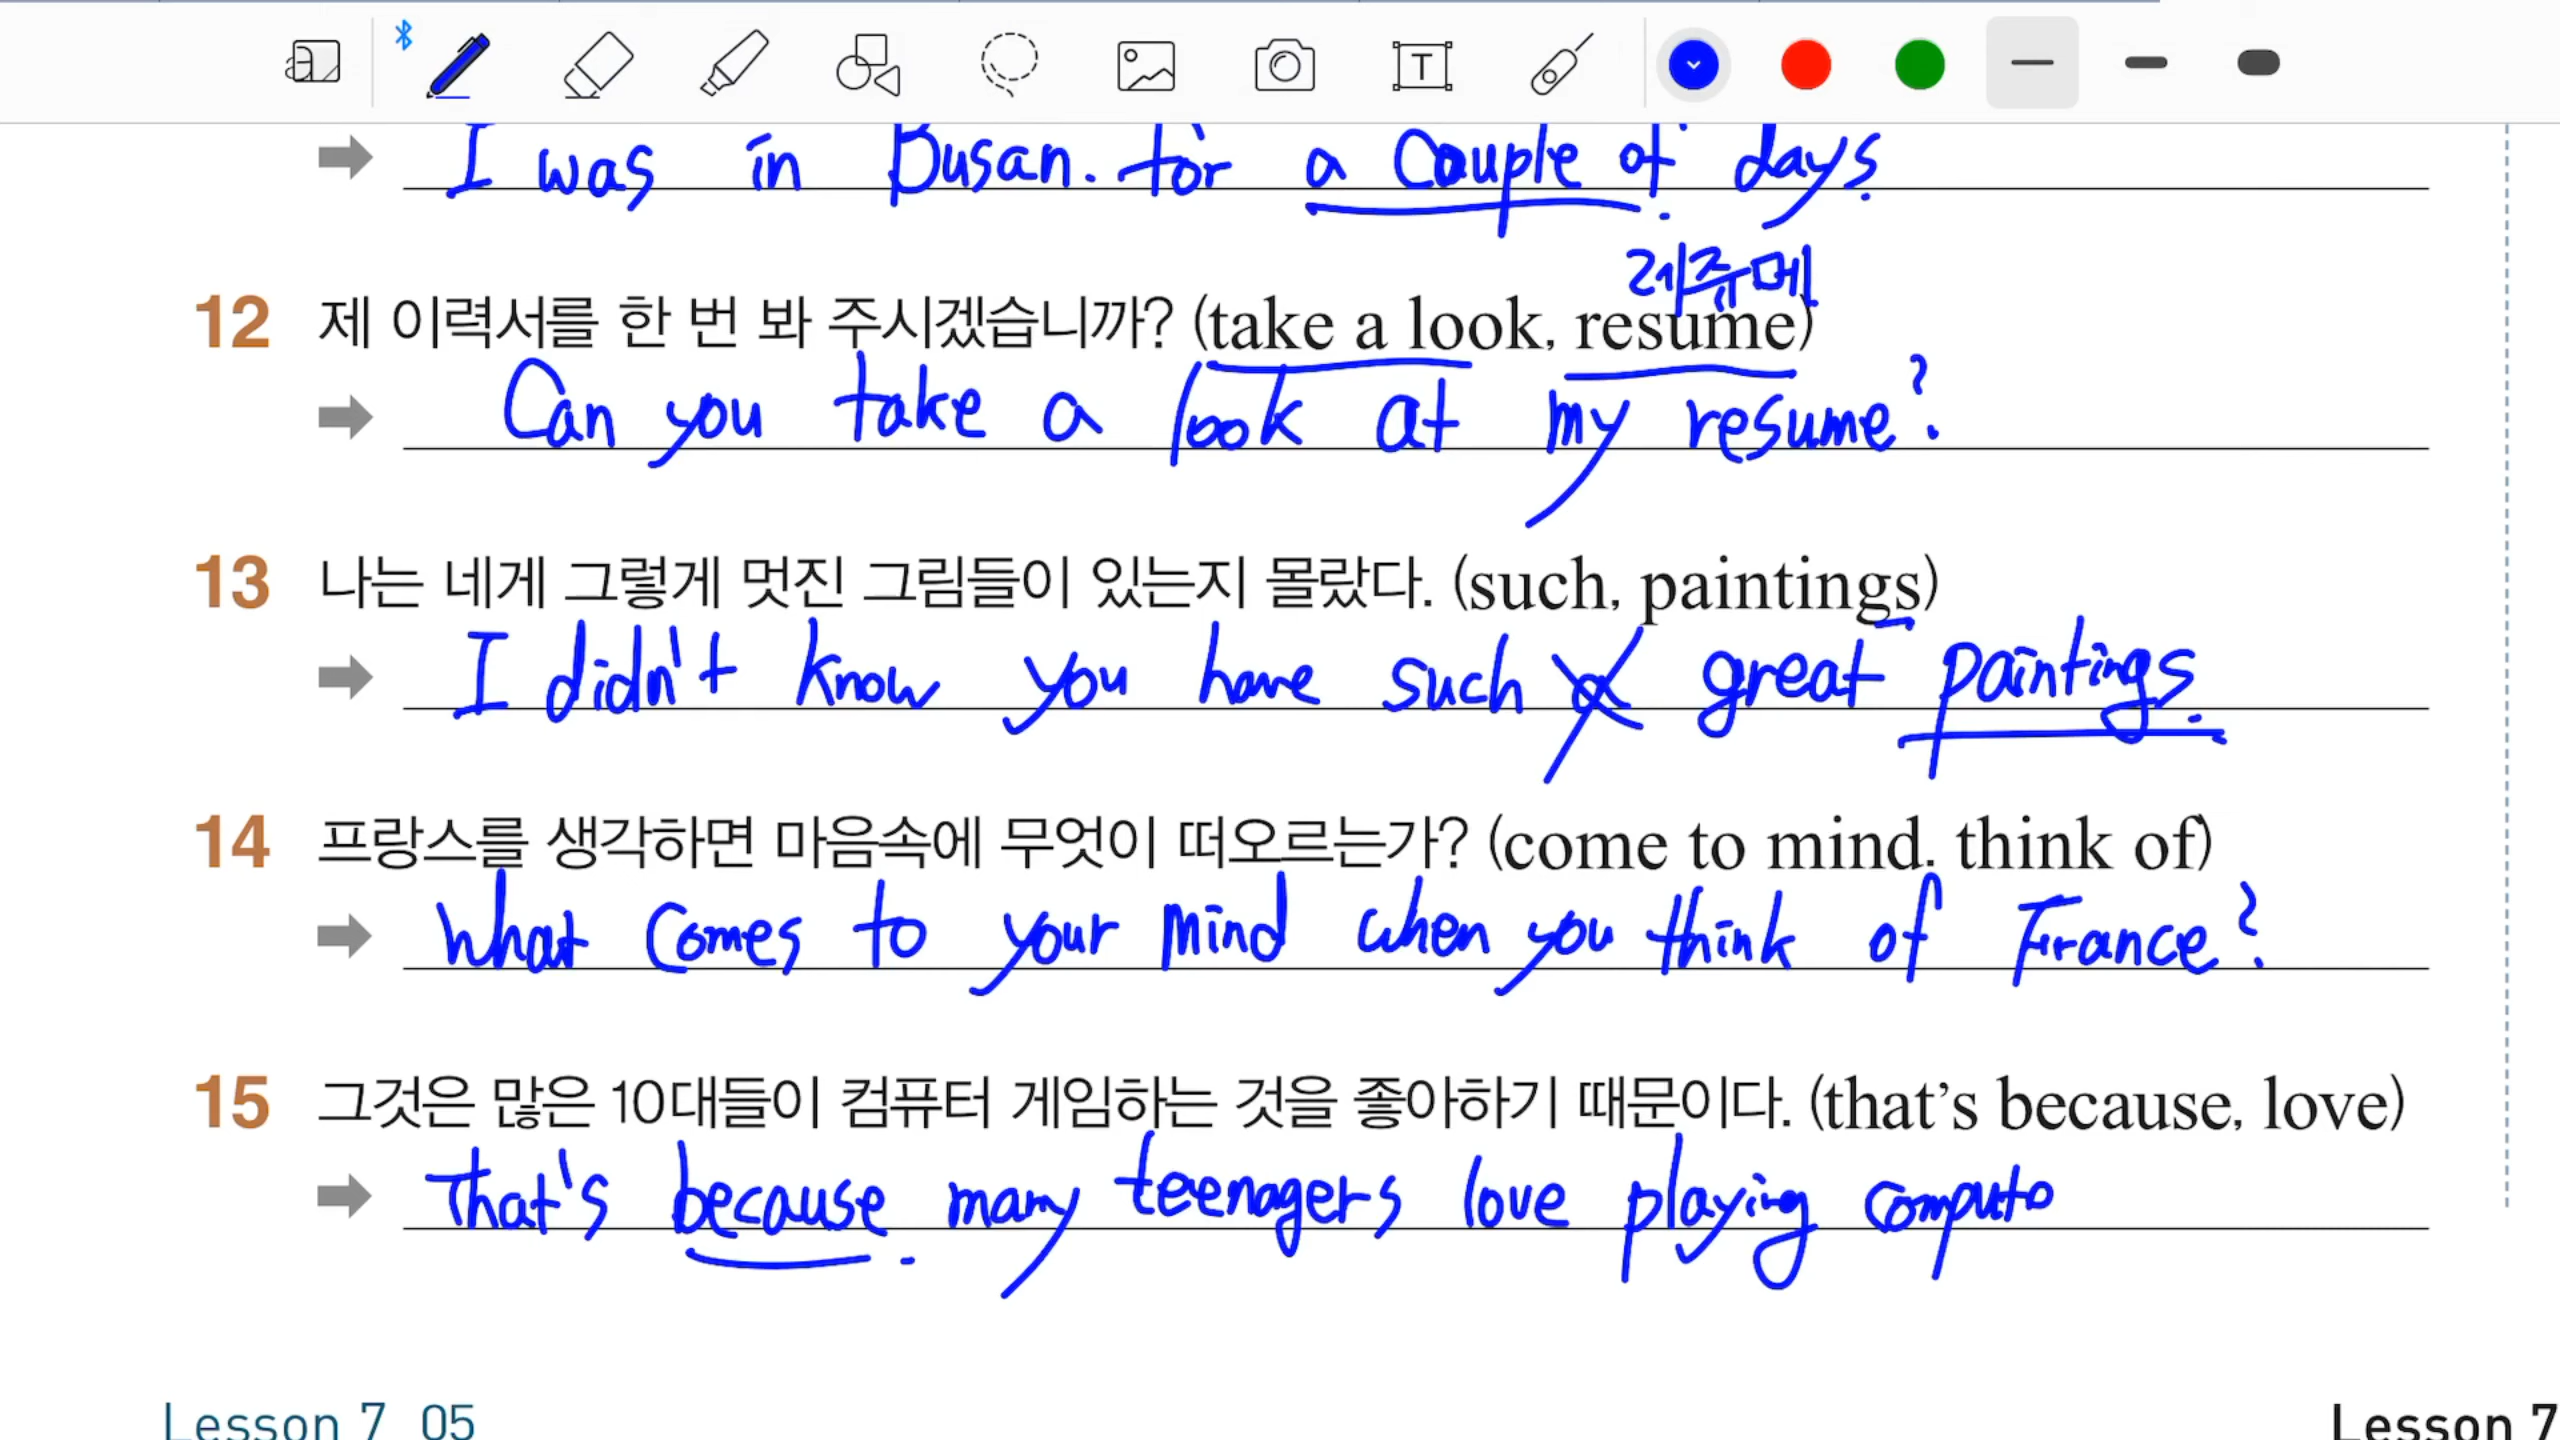 I was in Busan. for a couple of days.
레쥬메
12 제 이력서를 한 번 봐 주시겠습니까? (take a look, resume)
Can you take a look at my resume?
13 나는 네게 그렇게 멋진 그림들이 있는지 몰랐다. (such, paintings)
I didn't know you have such a great paintings.
14 프랑스를 생각하면 마음속에 무엇이 떠오르는가? (come to mind. think of)
What comes to your mind when you think of France?
15 그것은 많은 10대들이 컴퓨터 게임하는 것을 좋아하기 때문이다. (that's because, love)
That's because many teenagers love playing compute
Lesson 7 05
Lesson 7